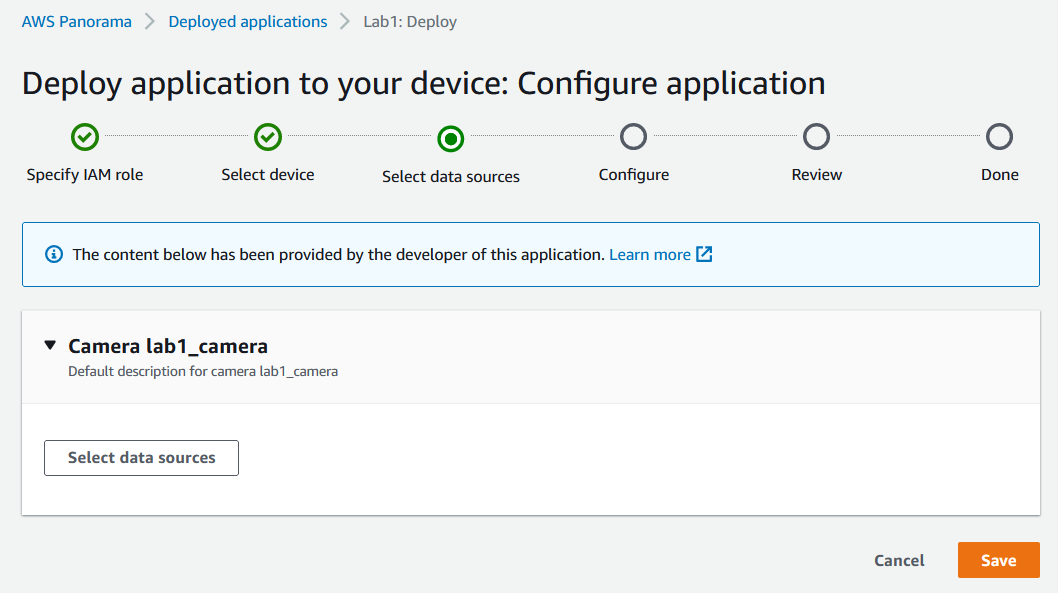 AWS Panorama > Deployed applications > Lab1: Deploy
Deploy application to your device: Configure application
Specify IAM role Select device Select data sources Configure Review Done
The content below has been provided by the developer of this application. Learn more
Camera lab1_camera
Default description for camera lab1_camera
Select data sources
Cancel Save